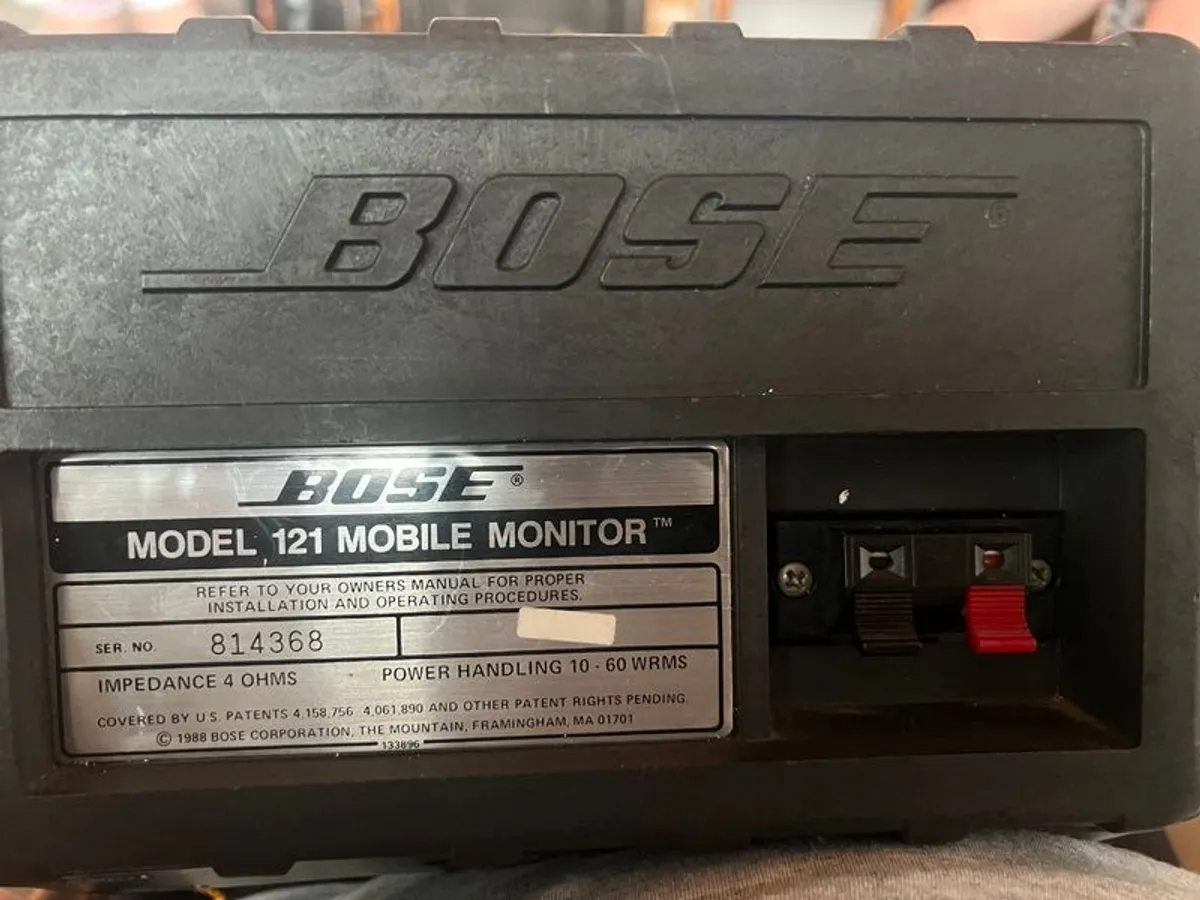 BOSE®
BOSE®
MODEL 121 MOBILE MONITOR™
REFER TO YOUR OWNERS MANUAL FOR PROPER
INSTALLATION AND OPERATING PROCEDURES.
SER. NO. 814368
IMPEDANCE 4 OHMS POWER HANDLING 10 - 60 WRMS
COVERED BY U.S. PATENTS 4,158,756 4,061,890 AND OTHER PATENT RIGHTS PENDING.
© 1988 BOSE CORPORATION, THE MOUNTAIN, FRAMINGHAM, MA 01701
133896